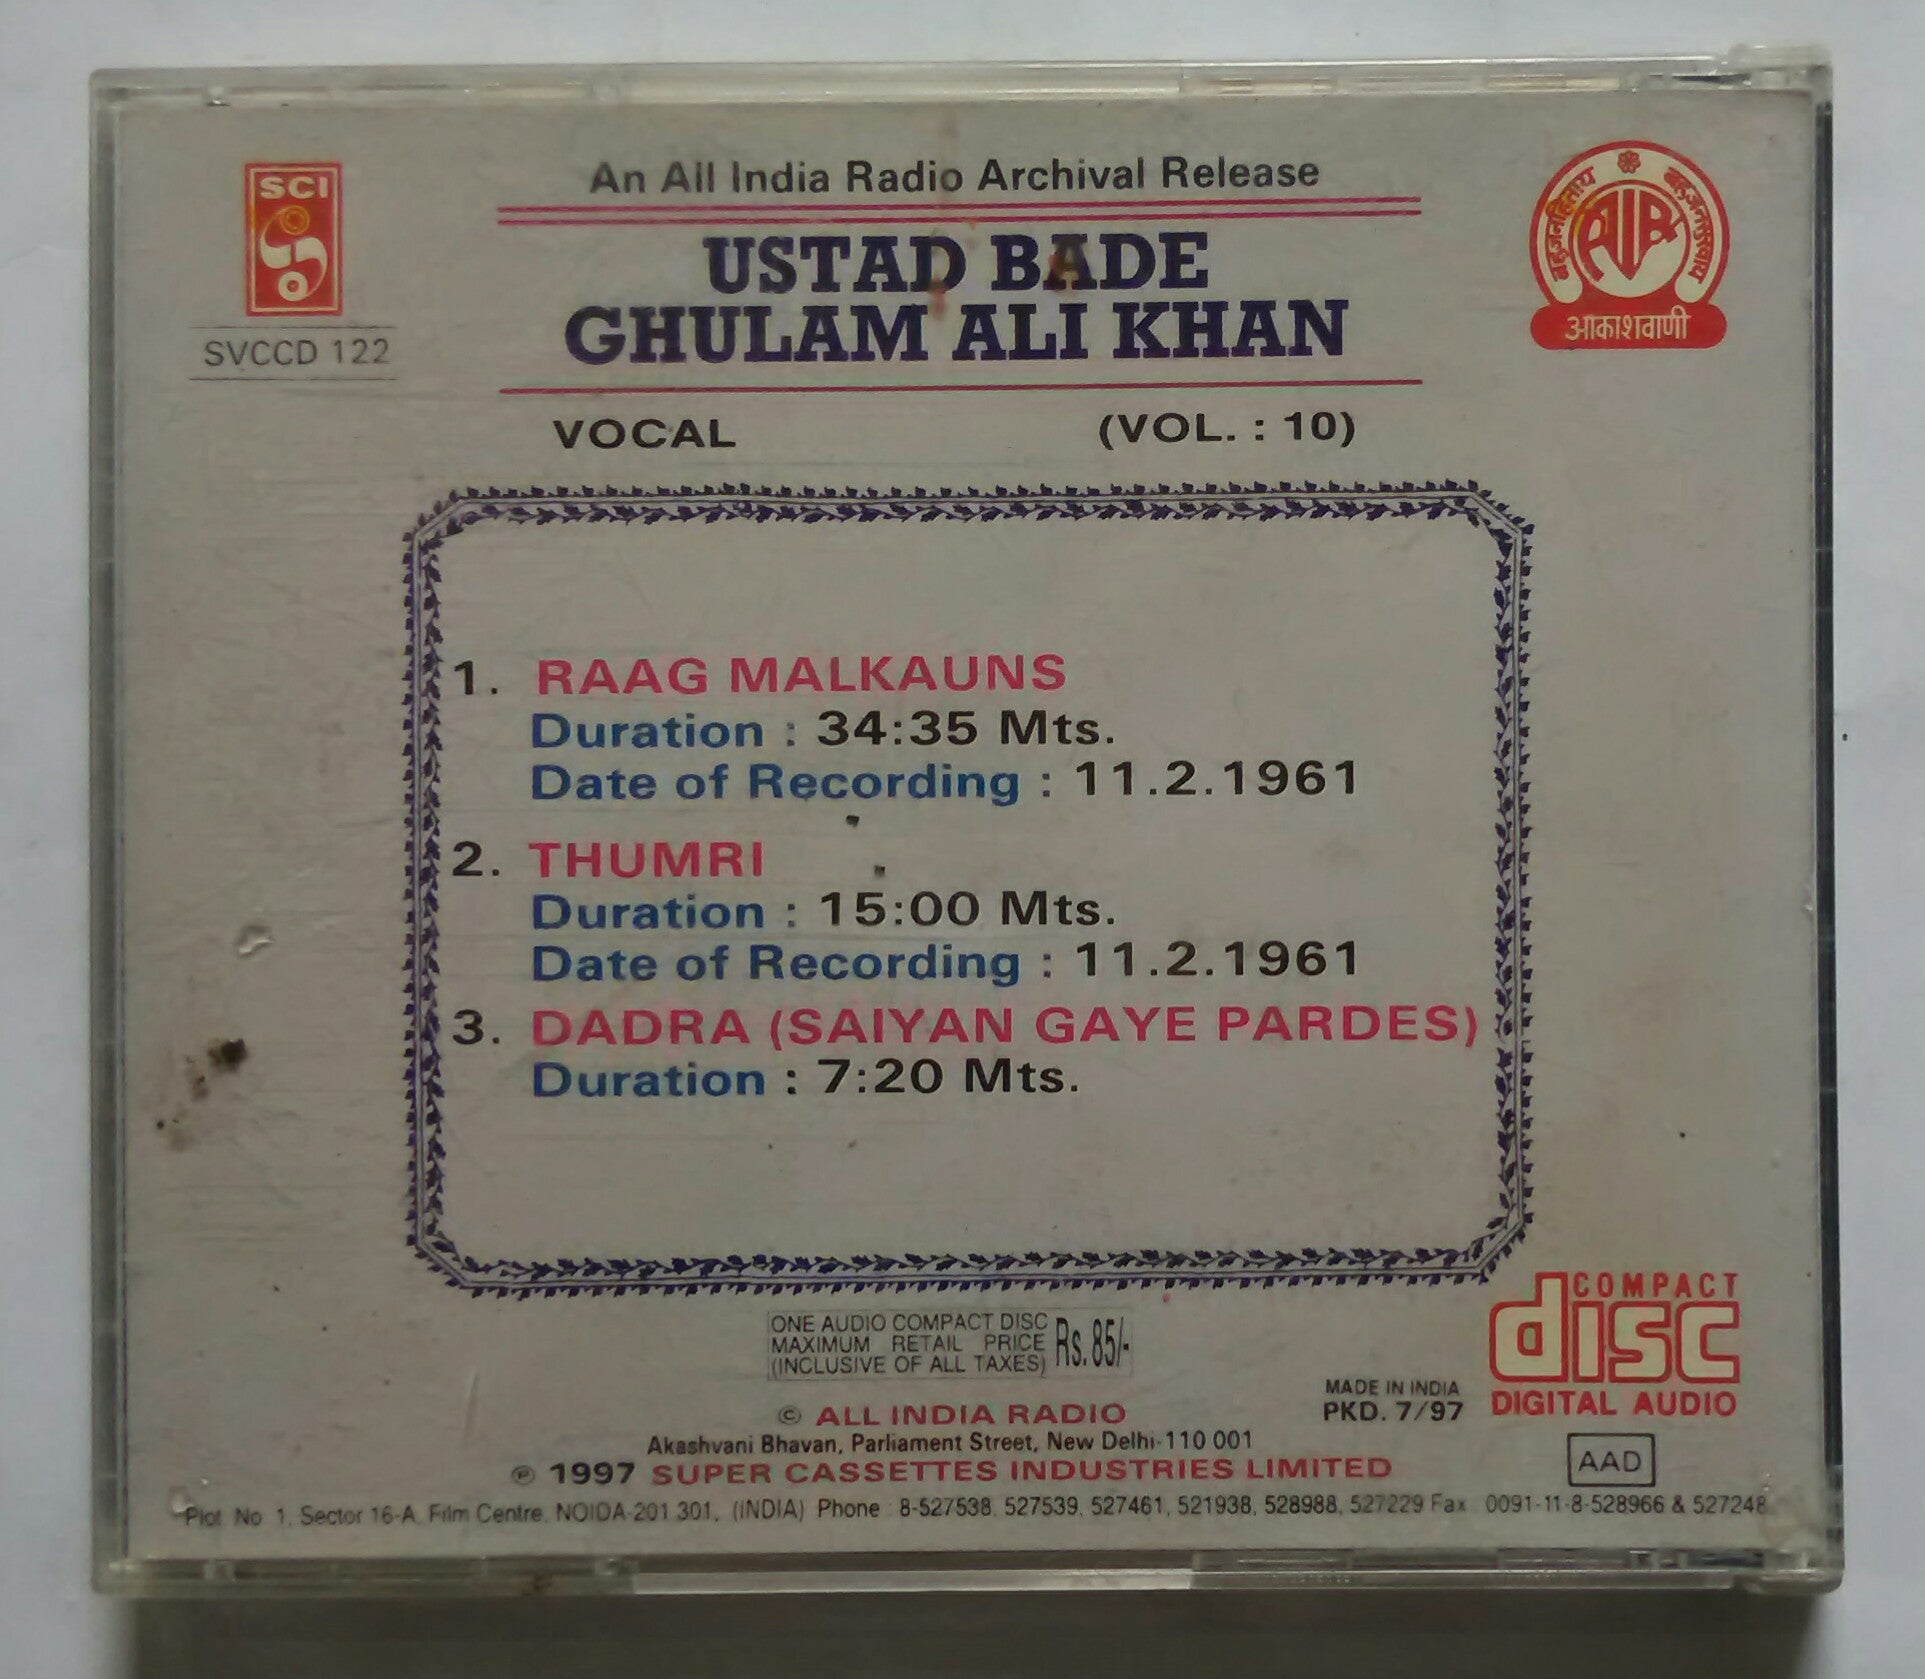 An All India Radio Archival Release
SCI
SVCCD 122
USTAD BADE
GHULAM ALI KHAN
बहुजनहिताय बहुजनसुखाय
AIR
आकाशवाणी
VOCAL (VOL. : 10)
1. RAAG MALKAUNS
Duration : 34:35 Mts.
Date of Recording : 11.2.1961
2. THUMRI
Duration : 15:00 Mts.
Date of Recording : 11.2.1961
3. DADRA (SAIYAN GAYE PARDES)
Duration : 7:20 Mts.
ONE AUDIO COMPACT DISC
MAXIMUM RETAIL PRICE Rs. 85/-
(INCLUSIVE OF ALL TAXES)
COMPACT
disc
DIGITAL AUDIO
MADE IN INDIA
PKD. 7/97
AAD
© ALL INDIA RADIO
Akashvani Bhavan, Parliament Street, New Delhi-110 001
℗ 1997 SUPER CASSETTES INDUSTRIES LIMITED
Plot No 1, Sector 16-A, Film Centre, NOIDA-201 301, (INDIA) Phone 8-527538, 527539, 527461, 521938, 528988, 527229 Fax 0091-11-8-528966 & 527248